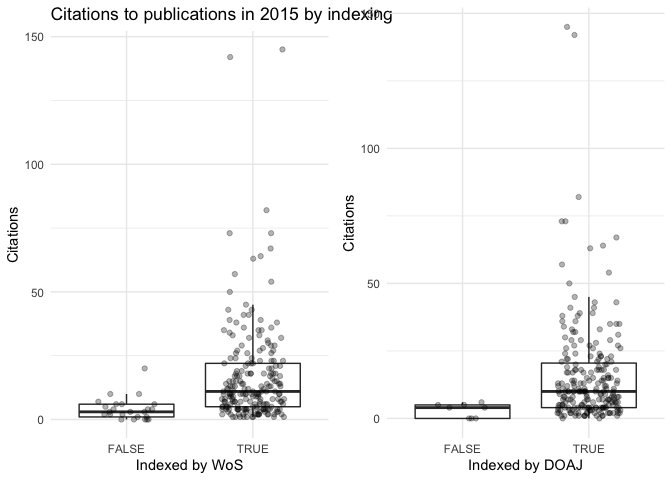 Citations to publications in 2015 by indexing
150
100
50
0
Citations
FALSE
TRUE
Indexed by WoS
150
100
50
0
Citations
FALSE
TRUE
Indexed by DOAJ